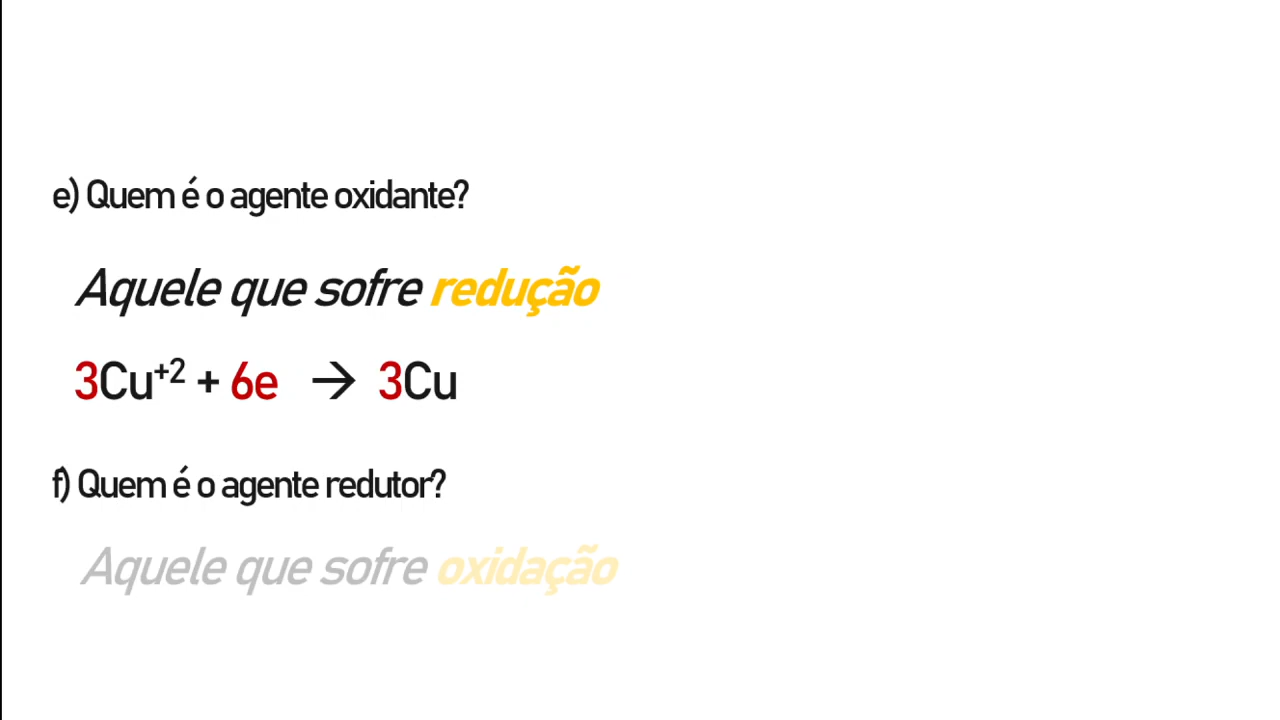 e) Quem é o agente oxidante?
Aquele que sofre redução
3Cu⁺² + 6e → 3Cu
f) Quem é o agente redutor?
Aquele que sofre oxidação